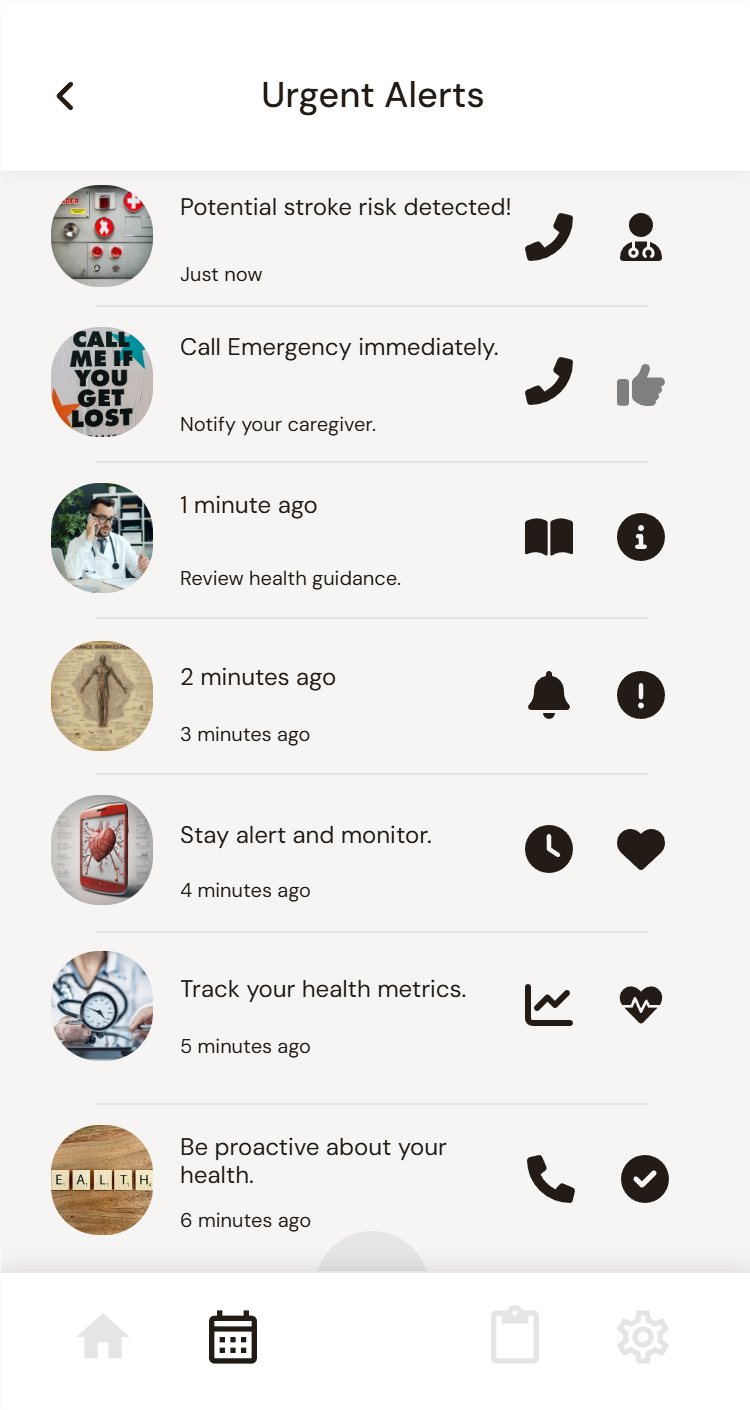 Urgent Alerts
Potential stroke risk detected!
Just now
CALL
ME IF
YOU
GET
LOST
Call Emergency immediately.
Notify your caregiver.
1 minute ago
Review health guidance.
2 minutes ago
3 minutes ago
Stay alert and monitor.
4 minutes ago
Track your health metrics.
5 minutes ago
EALTH
Be proactive about your
health.
6 minutes ago